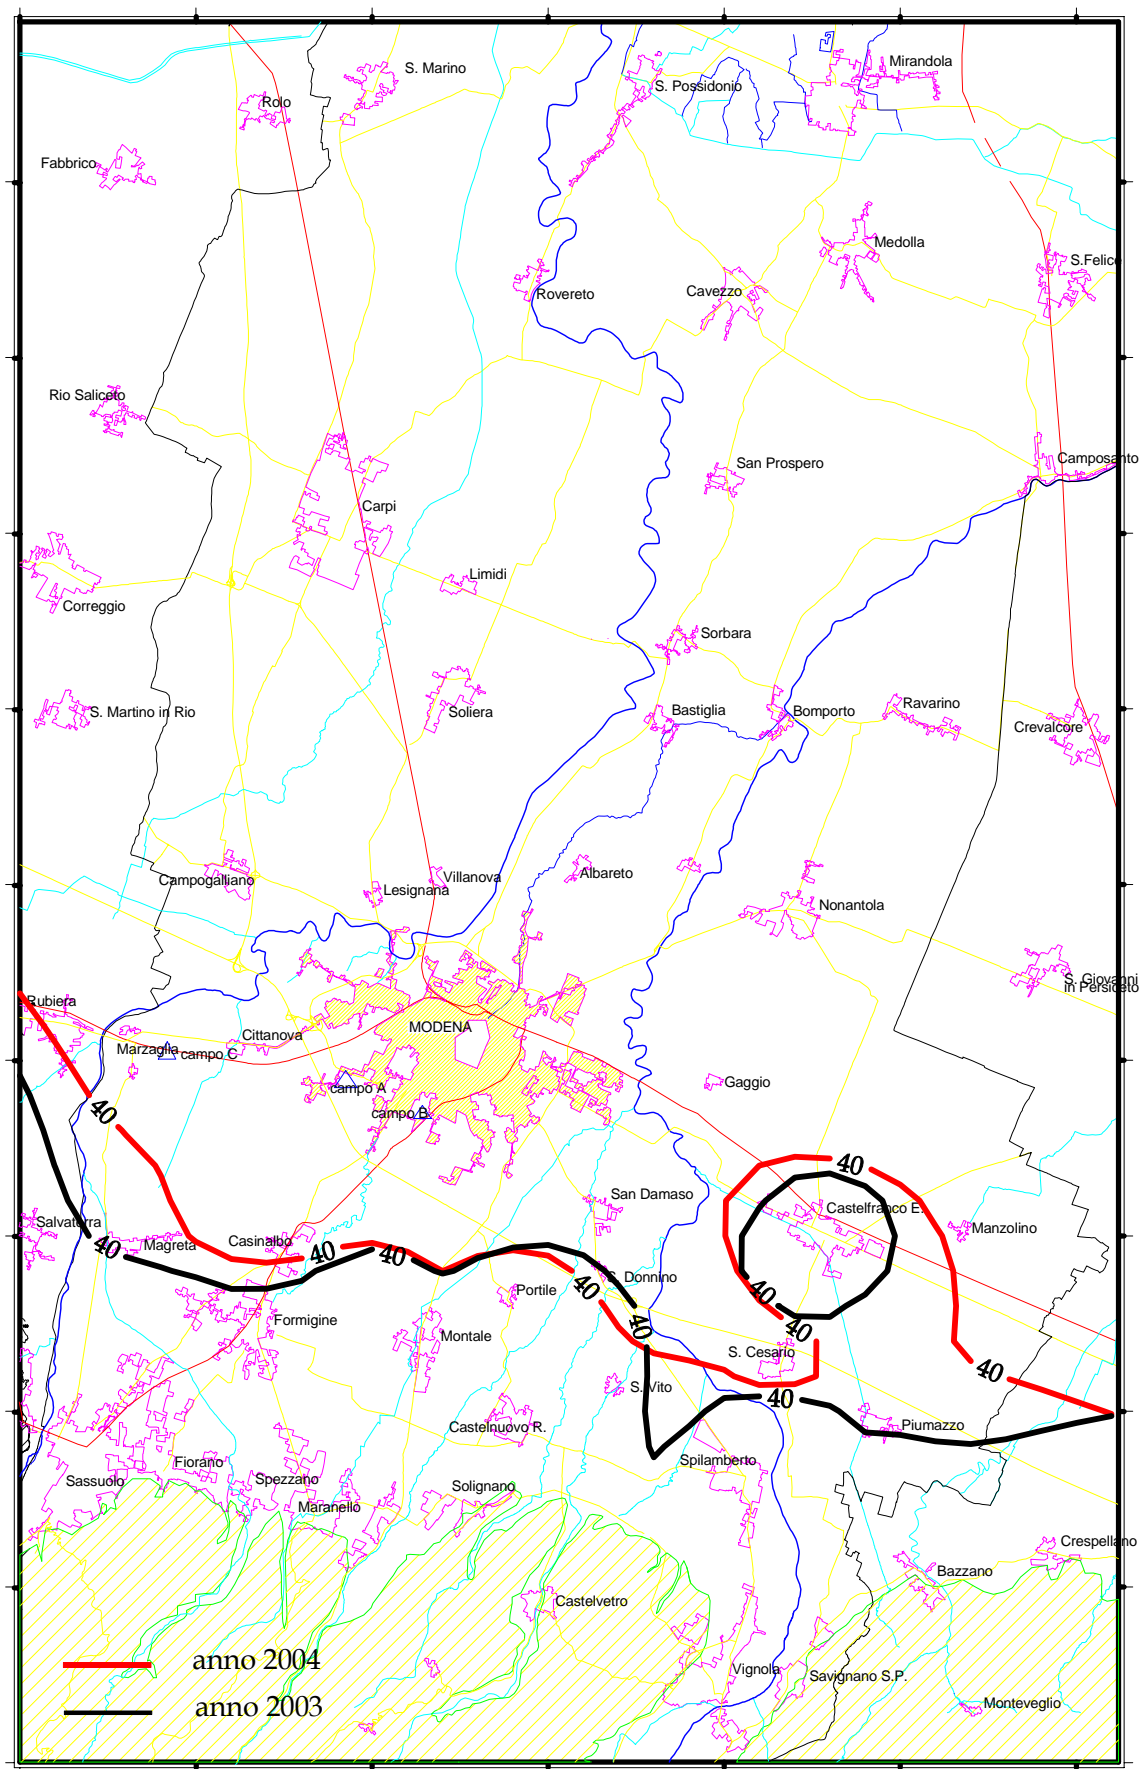 S. Marino
Mirandola
S. Possidonio
Rolo
Fabbrico
Medolla
S.Felice
Rovereto
Cavezzo
Rio Saliceto
San Prospero
Camposanto
Carpi
Limidi
Correggio
Sorbara
S. Martino in Rio
Soliera
Bastiglia
Bomporto
Ravarino
Crevalcore
Campogalliano
Lesignana
Villanova
Albareto
Nonantola
S. Giovanni
in Persiceto
Rubiera
MODENA
Cittanova
Marzaglia
campo C
campo A
Gaggio
campo B
40
40
San Damaso
Castelfranco E.
Salvaterra
Magreta
Casinalbo
Manzolino
40
40
40
S. Donnino
Portile
40
40
Formigine
Montale
40
40
S. Cesario
40
S. Vito
40
Castelnuovo R.
Piumazzo
Spilamberto
Fiorano
Sassuolo
Spezzano
Solignano
Maranello
Crespellano
Bazzano
Castelvetro
anno 2004
Vignola
Savignano S.P.
anno 2003
Monteveglio